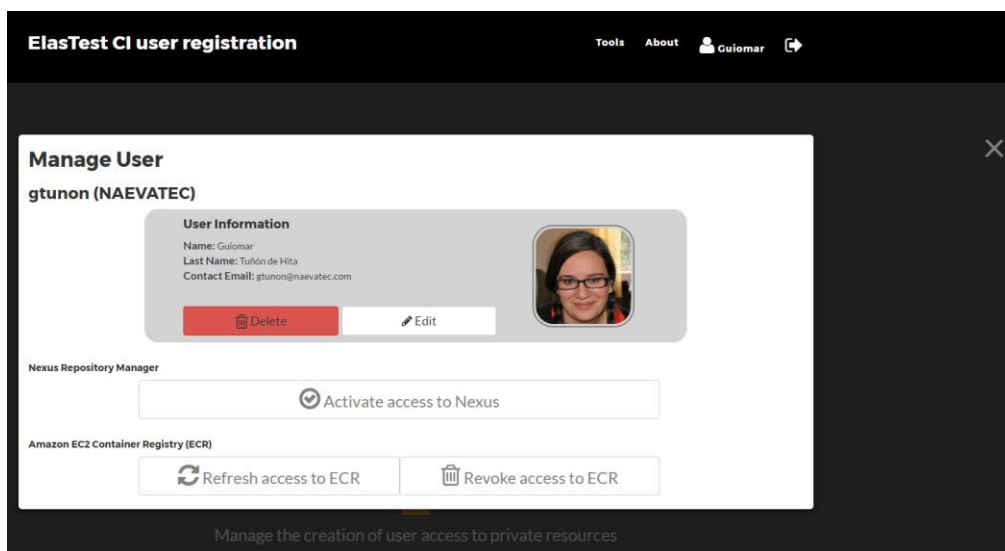 ElasTest CI user registration
Tools About Guiomar
Manage User
gtunon (NAEVATEC)
User Information
Name: Guiomar
Last Name: Tuñón de Hita
Contact Email: gtunon@naevatec.com
Delete Edit
Nexus Repository Manager
Activate access to Nexus
Amazon EC2 Container Registry (ECR)
Refresh access to ECR Revoke access to ECR
Manage the creation of user access to private resources